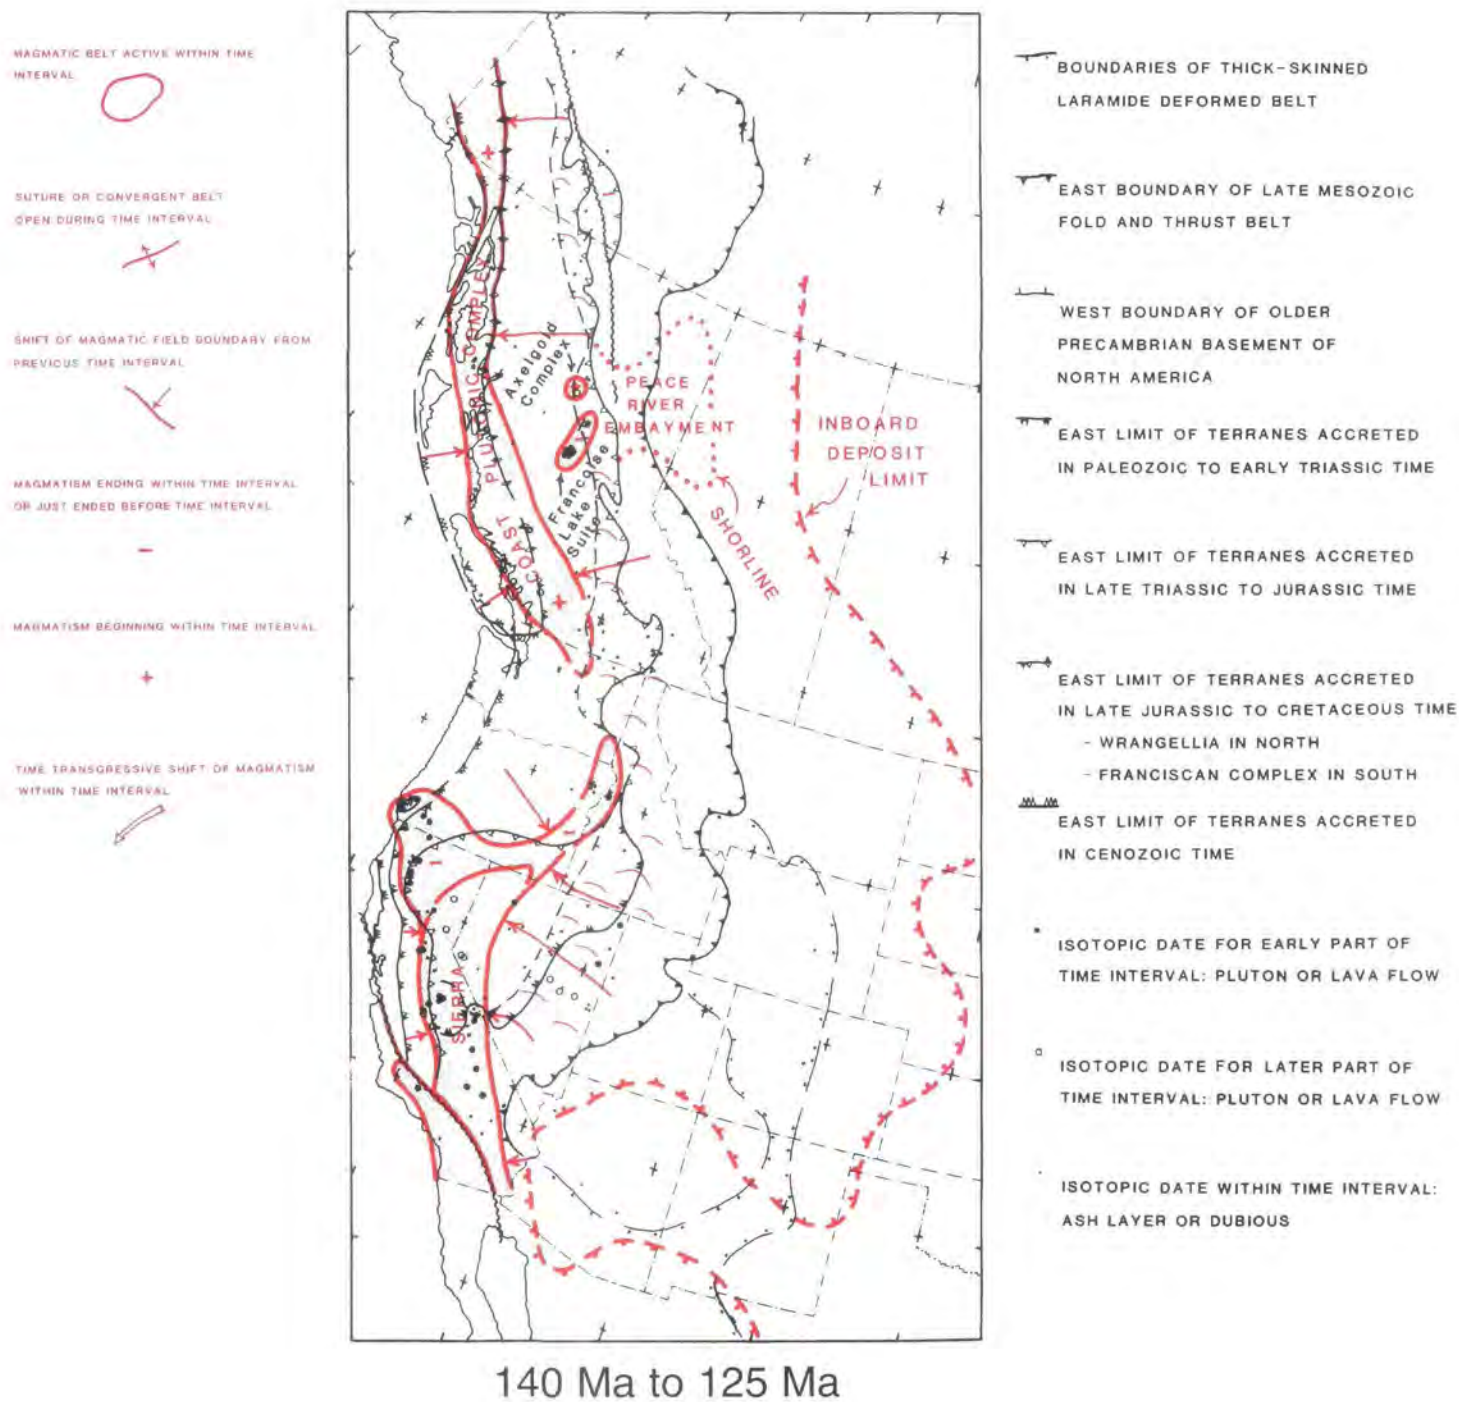 MAGMATIC BELT ACTIVE WITHIN TIME
INTERVAL
SUTURE OR CONVERGENT BELT
OPEN DURING TIME INTERVAL
SHIFT OF MAGMATIC FIELD BOUNDARY FROM
PREVIOUS TIME INTERVAL
MAGMATISM ENDING WITHIN TIME INTERVAL
OR JUST ENDED BEFORE TIME INTERVAL
MAGMATISM BEGINNING WITHIN TIME INTERVAL
TIME TRANSGRESSIVE SHIFT OF MAGMATISM
WITHIN TIME INTERVAL
COAST PLUTONIC COMPLEX
Axelgold
Complex
PEACE
RIVER
EMBAYMENT
Francoise
Lake
Suite
SHORLINE
INBOARD
DEPOSIT
LIMIT
SIERRA
BOUNDARIES OF THICK-SKINNED
LARAMIDE DEFORMED BELT
EAST BOUNDARY OF LATE MESOZOIC
FOLD AND THRUST BELT
WEST BOUNDARY OF OLDER
PRECAMBRIAN BASEMENT OF
NORTH AMERICA
EAST LIMIT OF TERRANES ACCRETED
IN PALEOZOIC TO EARLY TRIASSIC TIME
EAST LIMIT OF TERRANES ACCRETED
IN LATE TRIASSIC TO JURASSIC TIME
EAST LIMIT OF TERRANES ACCRETED
IN LATE JURASSIC TO CRETACEOUS TIME
- WRANGELLIA IN NORTH
- FRANCISCAN COMPLEX IN SOUTH
EAST LIMIT OF TERRANES ACCRETED
IN CENOZOIC TIME
ISOTOPIC DATE FOR EARLY PART OF
TIME INTERVAL: PLUTON OR LAVA FLOW
ISOTOPIC DATE FOR LATER PART OF
TIME INTERVAL: PLUTON OR LAVA FLOW
ISOTOPIC DATE WITHIN TIME INTERVAL:
ASH LAYER OR DUBIOUS
140 Ma to 125 Ma